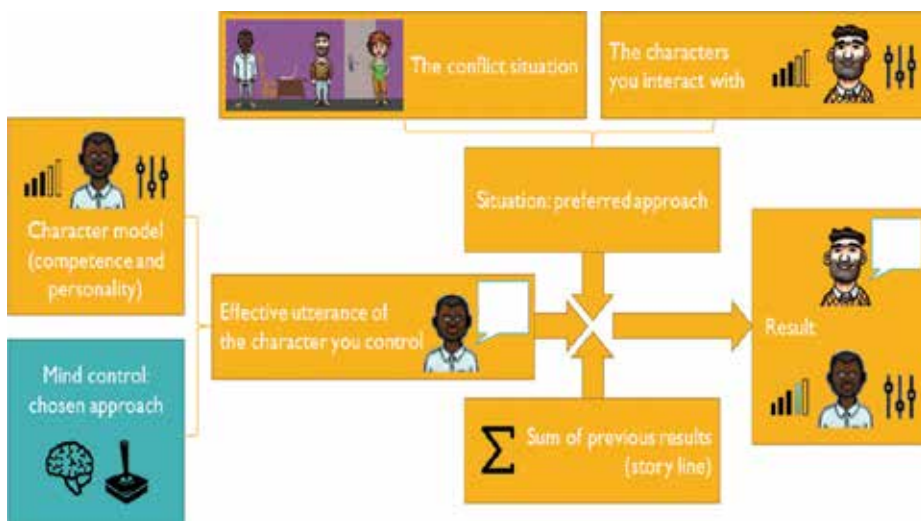 The conflict situation
The characters
you interact with
Character model
(competence and
personality)
Situation: preferred approach
Effective utterance of
the character you control
Result
Mind control:
chosen approach
Σ
Sum of previous results
(story line)